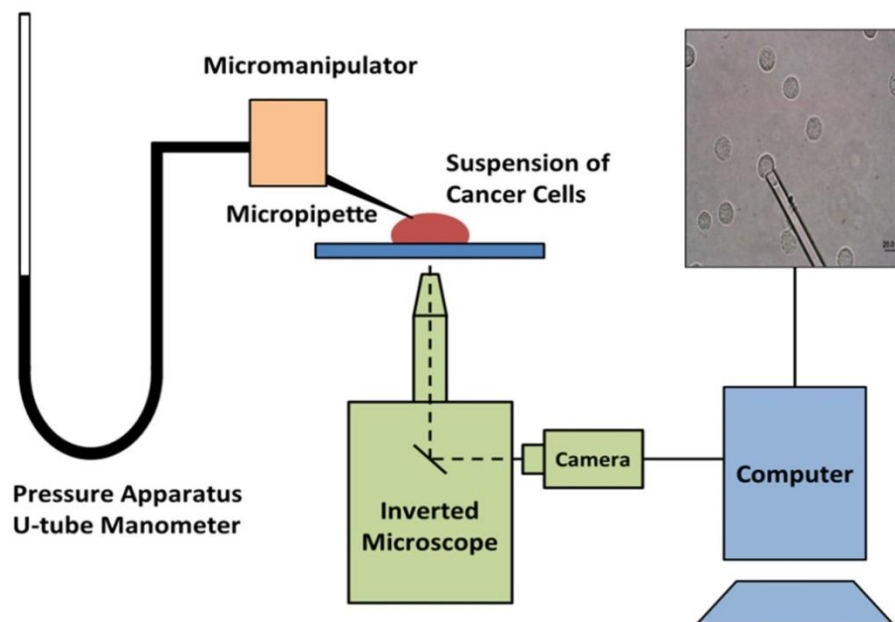 Micromanipulator
Suspension of
Cancer Cells
Micropipette
Pressure Apparatus
U-tube Manometer
Inverted
Microscope
Camera
Computer